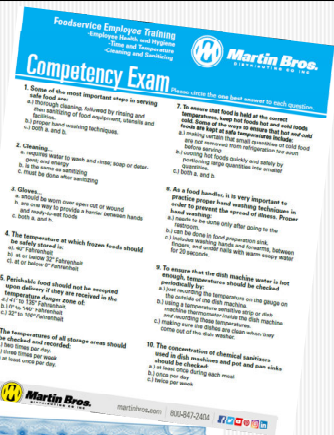 Foodservice Employee Training
-Employee Health and Hygiene
-Time and Temperature
-Cleaning and Sanitizing
Martin Bros.
DISTRIBUTING CO INC
Competency Exam
Please circle the one best answer to each question.
1. Some of the most important steps in serving
safe food are:
a.) thorough cleaning, followed by rinsing and
then sanitizing of food equipment, utensils and
facilities.
b.) proper hand washing techniques.
c.) both a. and b.
2. Cleaning...
a. requires water to wash and rinse; soap or deter-
gent; and energy
b. is the same as sanitizing
c. must be done after sanitizing
3. Gloves...
a. should be worn over open cut or wound
b. are one way to provide a barrier between hands
and ready-to-eat foods
c. both a. and b.
4. The temperature at which frozen foods should
be safely stored is:
a). 40° Fahrenheit
b). at or below 32° Fahrenheit
c). at or below 0° Fahrenheit
5. Perishable food should not be accepted
upon delivery if they are received in the
temperature danger zone of:
a.) 41° to 135° Fahrenheit
b.) 0° to 140° Fahrenheit
c.) 32° to Fahrenheit
The temperatures of all storage areas should
be checked and recorded:
) two times per day.
) three times per week
) at least once per day
7. To ensure that food is held at the correct
temperature, keep hot foods hot and cold foods
cold. Some of the ways to ensure that hot and cold
foods are kept at safe temperatures include:
a.) making certain that small quantities of cold food
are not removed from refrigeration too soon
before serving
b.) cooling hot foods quickly and safely by
portioning large quantities into smaller
quantities.
c.) both a. and b.
8. As a food handler, it is very important to
practice proper hand washing techniques in
order to prevent the spread of illness. Proper
hand washing:
a.) needs to be done only after going to the
restroom.
b.) can be done in food preparation sink.
c.) includes washing hands and forearms, between
fingers, and under nails with warm soapy water
for 20 seconds.
9. To ensure that the dish machine water is hot
enough, temperatures should be checked
periodically by:
a.) just recording the temperature on the gauge on
the outside of the dish machine.
b.) using a temperature sensitive strip or dish
machine thermometer inside the dish machine
and recording these temperatures.
c.) making sure the dishes are clean when they
come out of the dish washer.
10. The concentration of chemical sanitizers
used in dish machines and pot and pan sinks
should be checked:
a.) at least once during each meal
b.) once per day
c.) twice per week
Martin Bros.
DISTRIBUTING CO INC
martinbros.com 800-847-2404